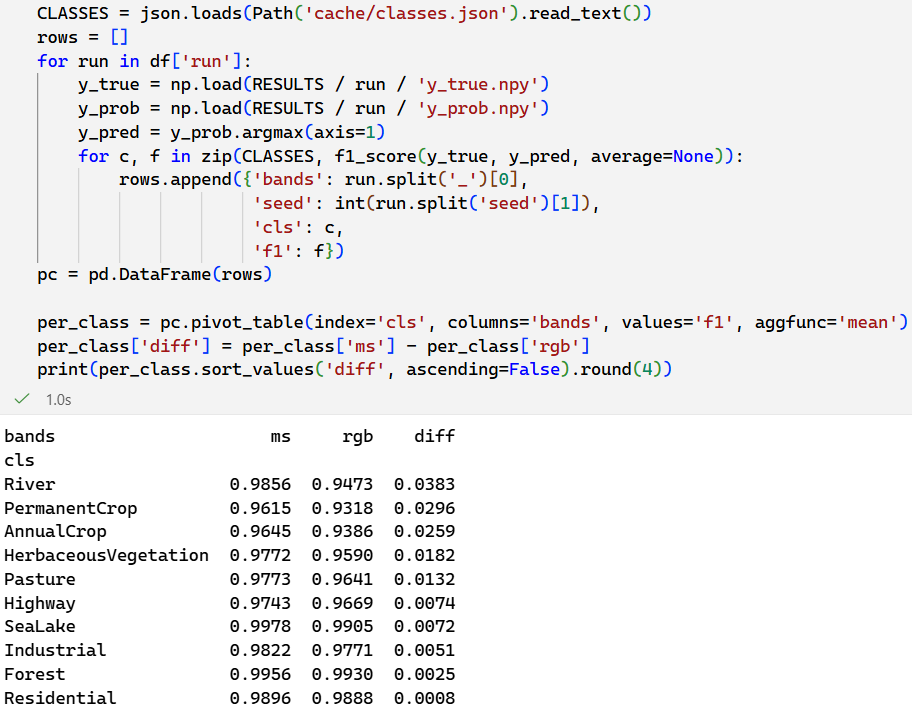 CLASSES = json.loads(Path('cache/classes.json').read_text())
rows = []
for run in df['run']:
    y_true = np.load(RESULTS / run / 'y_true.npy')
    y_prob = np.load(RESULTS / run / 'y_prob.npy')
    y_pred = y_prob.argmax(axis=1)
    for c, f in zip(CLASSES, f1_score(y_true, y_pred, average=None)):
        rows.append({'bands': run.split('_')[0],
                     'seed': int(run.split('seed')[1]),
                     'cls': c,
                     'f1': f})
pc = pd.DataFrame(rows)

per_class = pc.pivot_table(index='cls', columns='bands', values='f1', aggfunc='mean')
per_class['diff'] = per_class['ms'] - per_class['rgb']
print(per_class.sort_values('diff', ascending=False).round(4))
✓ 1.0s
bands                     ms     rgb    diff
cls
River                 0.9856  0.9473  0.0383
PermanentCrop         0.9615  0.9318  0.0296
AnnualCrop            0.9645  0.9386  0.0259
HerbaceousVegetation  0.9772  0.9590  0.0182
Pasture               0.9773  0.9641  0.0132
Highway               0.9743  0.9669  0.0074
SeaLake               0.9978  0.9905  0.0072
Industrial            0.9822  0.9771  0.0051
Forest                0.9956  0.9930  0.0025
Residential           0.9896  0.9888  0.0008